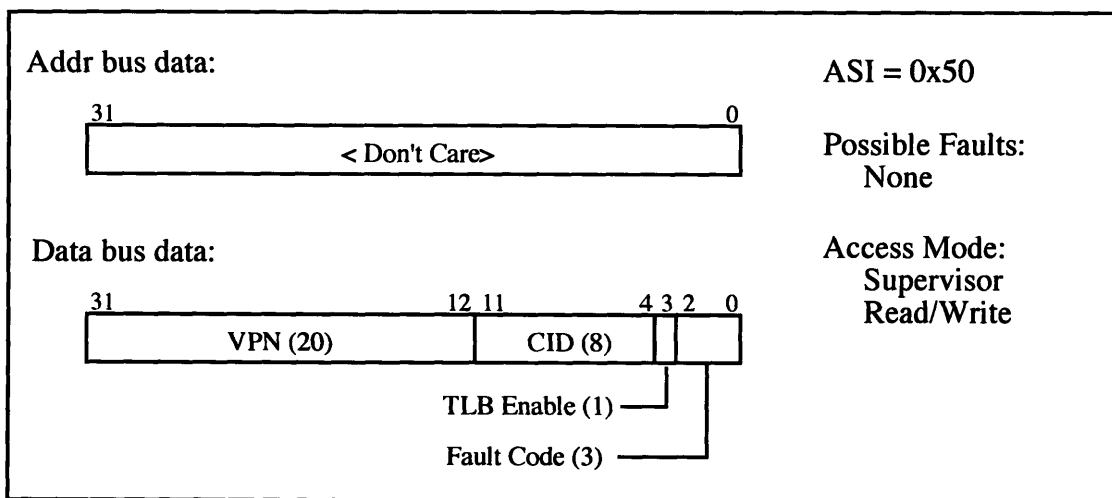 Addr bus data:
31 0
< Don't Care>
Data bus data:
31 12 11 4 3 2 0
VPN (20) CID (8)
TLB Enable (1)
Fault Code (3)
ASI = 0x50
Possible Faults:
None
Access Mode:
Supervisor
Read/Write